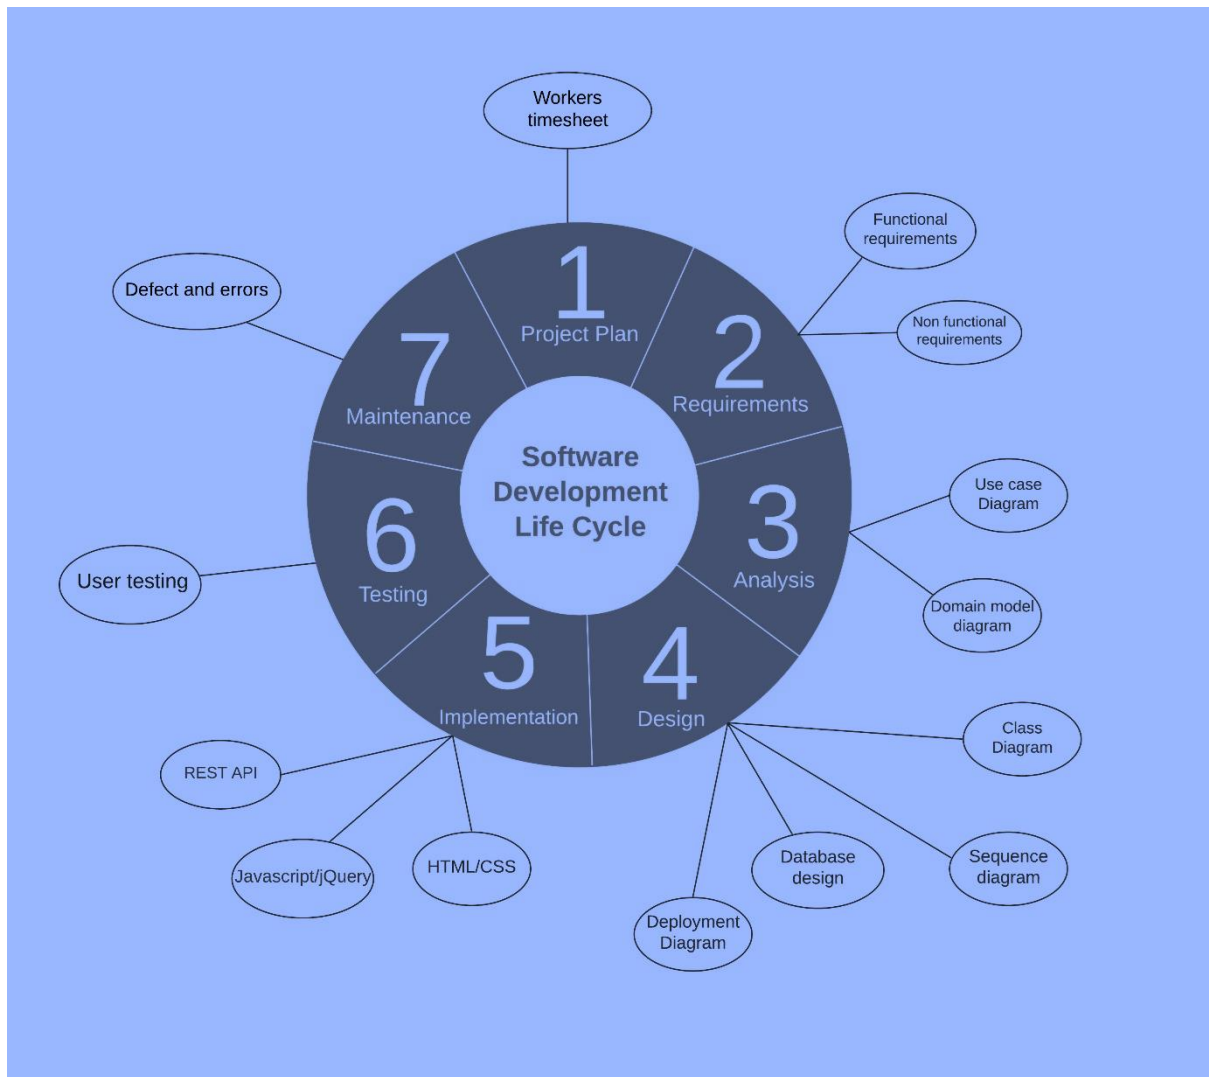 Workers
timesheet
Functional
requirements
Non functional
requirements
Defect and errors
1
Project Plan
2
Requirements
7
Maintenance
Software
Development
Life Cycle
3
Analysis
Use case
Diagram
Domain model
diagram
6
Testing
User testing
5
Implementation
4
Design
Class
Diagram
REST API
Javascript/jQuery
HTML/CSS
Database
design
Sequence
diagram
Deployment
Diagram